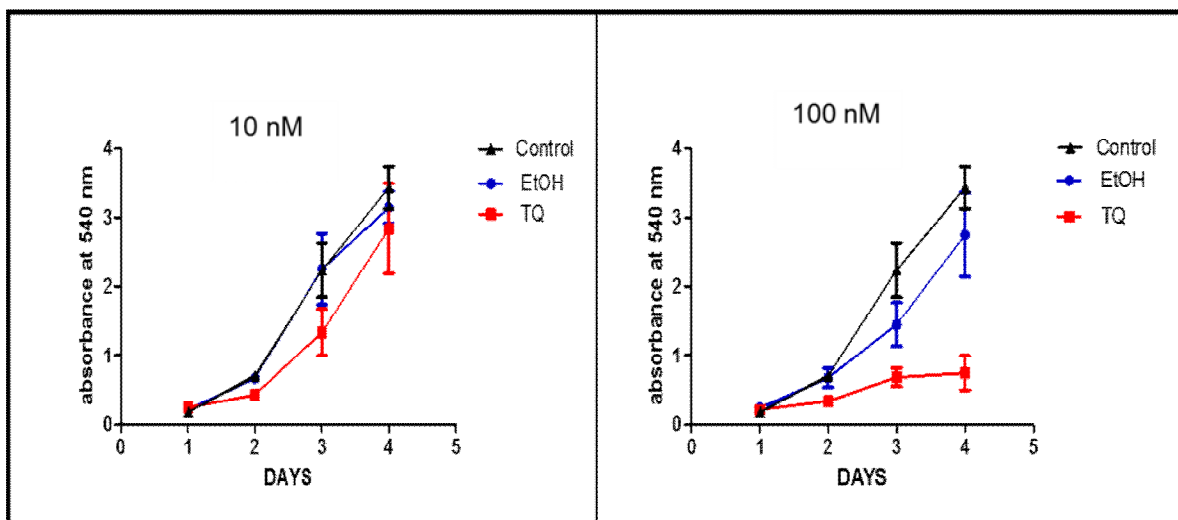 10 nM
Control
EtOH
TQ
absorbance at 540 nm
4
3
2
1
0
0 1 2 3 4 5
DAYS
100 nM
Control
EtOH
TQ
absorbance at 540 nm
4
3
2
1
0
0 1 2 3 4 5
DAYS